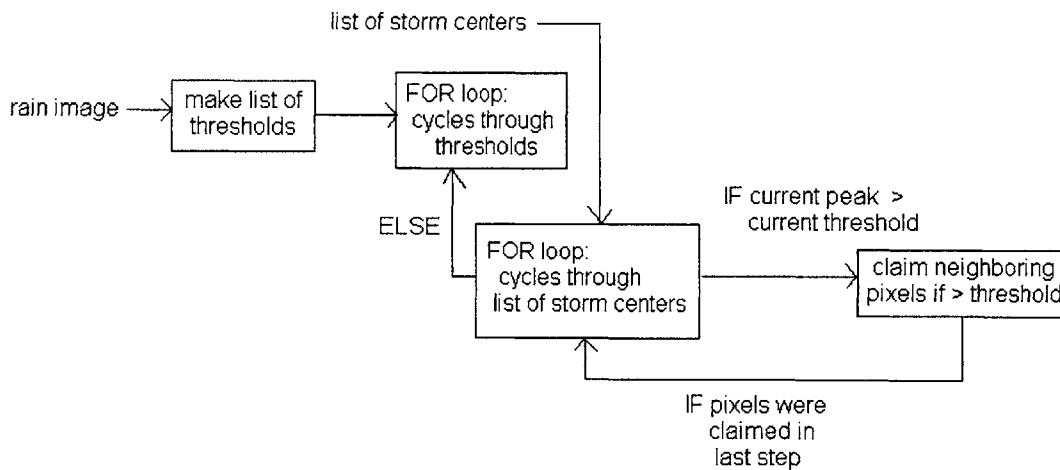 list of storm centers
rain image
make list of
thresholds
FOR loop:
cycles through
thresholds
ELSE
IF current peak >
current threshold
FOR loop:
cycles through
list of storm centers
claim neighboring
pixels if > threshold
IF pixels were
claimed in
last step